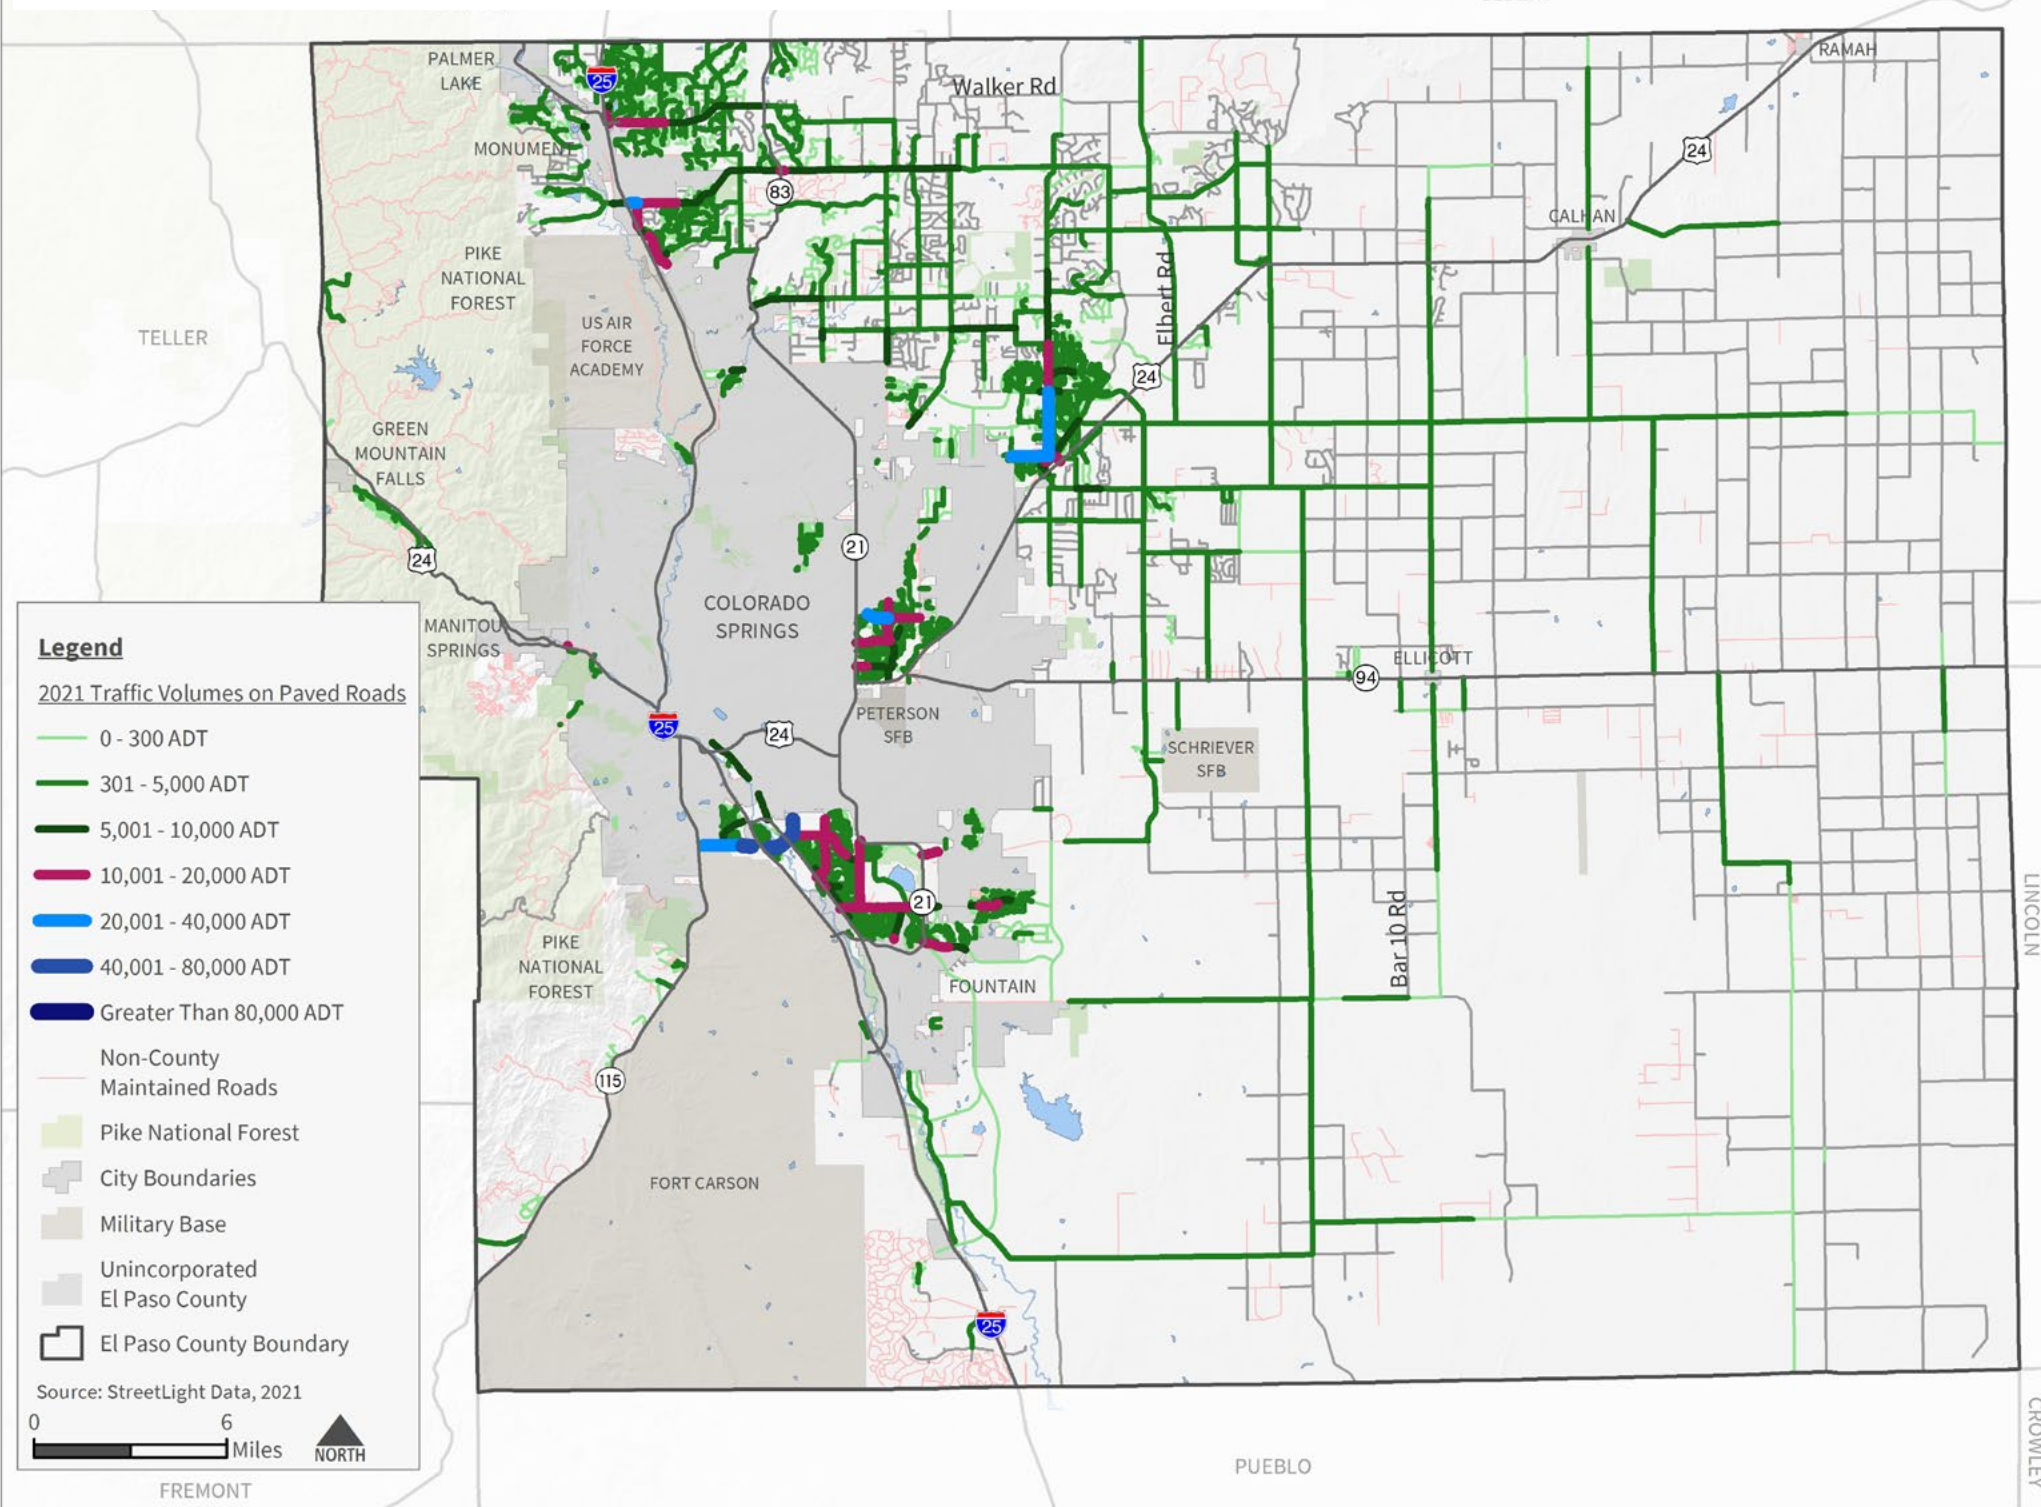 PALMER
LAKE
25
Walker Rd
RAMAH
MONUMENT
24
83
CALHAN
PIKE
NATIONAL
FOREST
Elbert Rd
US AIR
FORCE
ACADEMY
TELLER
24
GREEN
MOUNTAIN
FALLS
24
21
COLORADO
SPRINGS
MANITOU
SPRINGS
ELLICOTT
94
25
24
PETERSON
SFB
SCHRIEVER
SFB
21
LINCOLN
Bar 10 Rd
PIKE
NATIONAL
FOREST
FOUNTAIN
115
FORT CARSON
25
PUEBLO
CROWLEY
FREMONT
Legend
2021 Traffic Volumes on Paved Roads
0 - 300 ADT
301 - 5,000 ADT
5,001 - 10,000 ADT
10,001 - 20,000 ADT
20,001 - 40,000 ADT
40,001 - 80,000 ADT
Greater Than 80,000 ADT
Non-County
Maintained Roads
Pike National Forest
City Boundaries
Military Base
Unincorporated
El Paso County
El Paso County Boundary
Source: StreetLight Data, 2021
0 6
Miles
NORTH